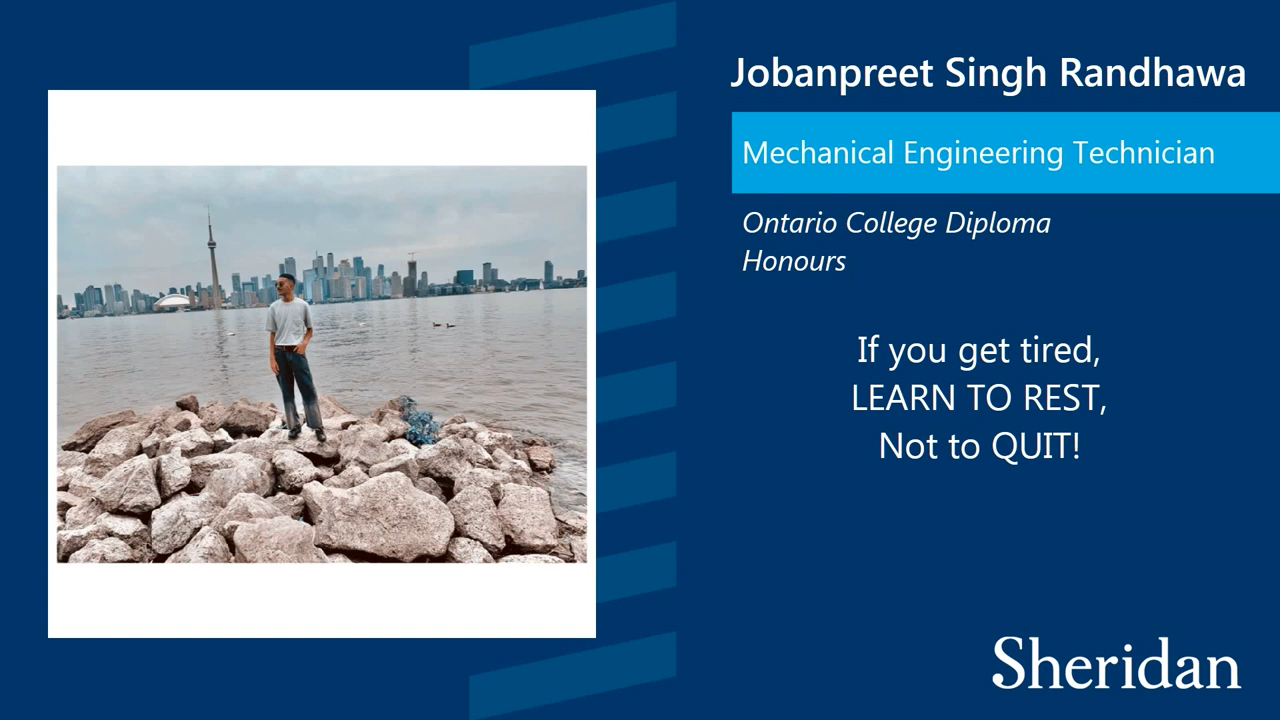 Jobanpreet Singh Randhawa
Mechanical Engineering Technician
Ontario College Diploma
Honours
If you get tired,
LEARN TO REST,
Not to QUIT!
Sheridan